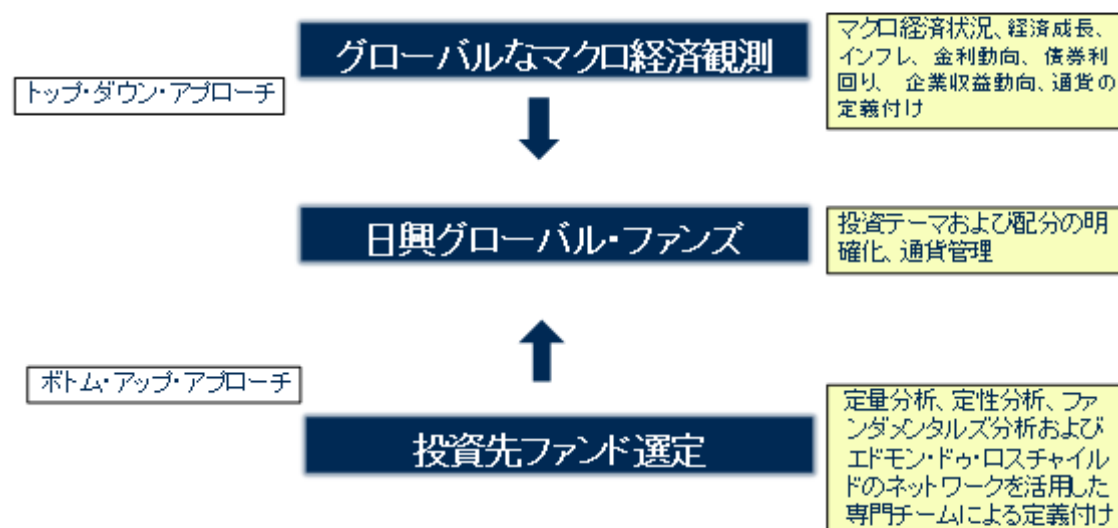 グローバルなマクロ経済観測
マクロ経済状況、経済成長、
インフレ、金利動向、債券利
回り、 企業収益動向、通貨の
定義付け
トップ・ダウン・アプローチ
日興グローバル・ファンズ
投資テーマおよび配分の明
確化、通貨管理
ボトム・アップ・アプローチ
投資先ファンド選定
定量分析、定性分析、ファ
ンダメンタルズ分析および
エドモン・ドゥ・ロスチャイル
ドのネットワークを活用した
専門チームによる定義付け